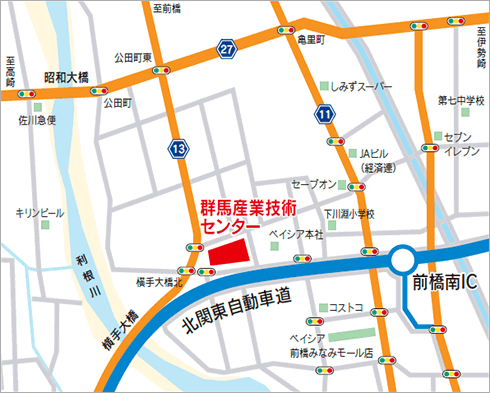 至前橋
至高崎
昭和大橋
公田町東
公田町
27
亀里町
至伊勢崎
佐川急便
しみずスーパー
第七中学校
13
11
JAビル
(経済連)
セブン
イレブン
セーブオン
キリンビール
群馬産業技術
センター
下川淵小学校
ベイシア本社
利根川
横手大橋北
前橋南IC
北関東自動車道
横手大橋
コストコ
ベイシア
前橋みなみモール店